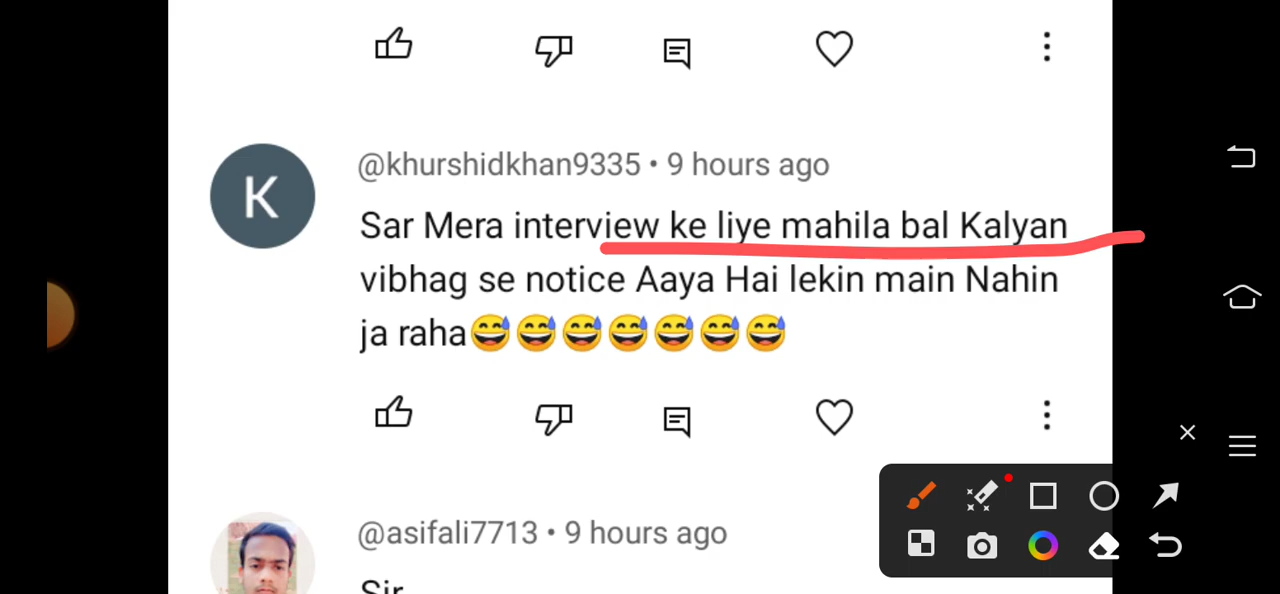 K
@khurshidkhan9335 • 9 hours ago
Sar Mera interview ke liye mahila bal Kalyan
vibhag se notice Aaya Hai lekin main Nahin
ja raha😅😅😅😅😅😅😅
@asifali7713 • 9 hours ago
Sir